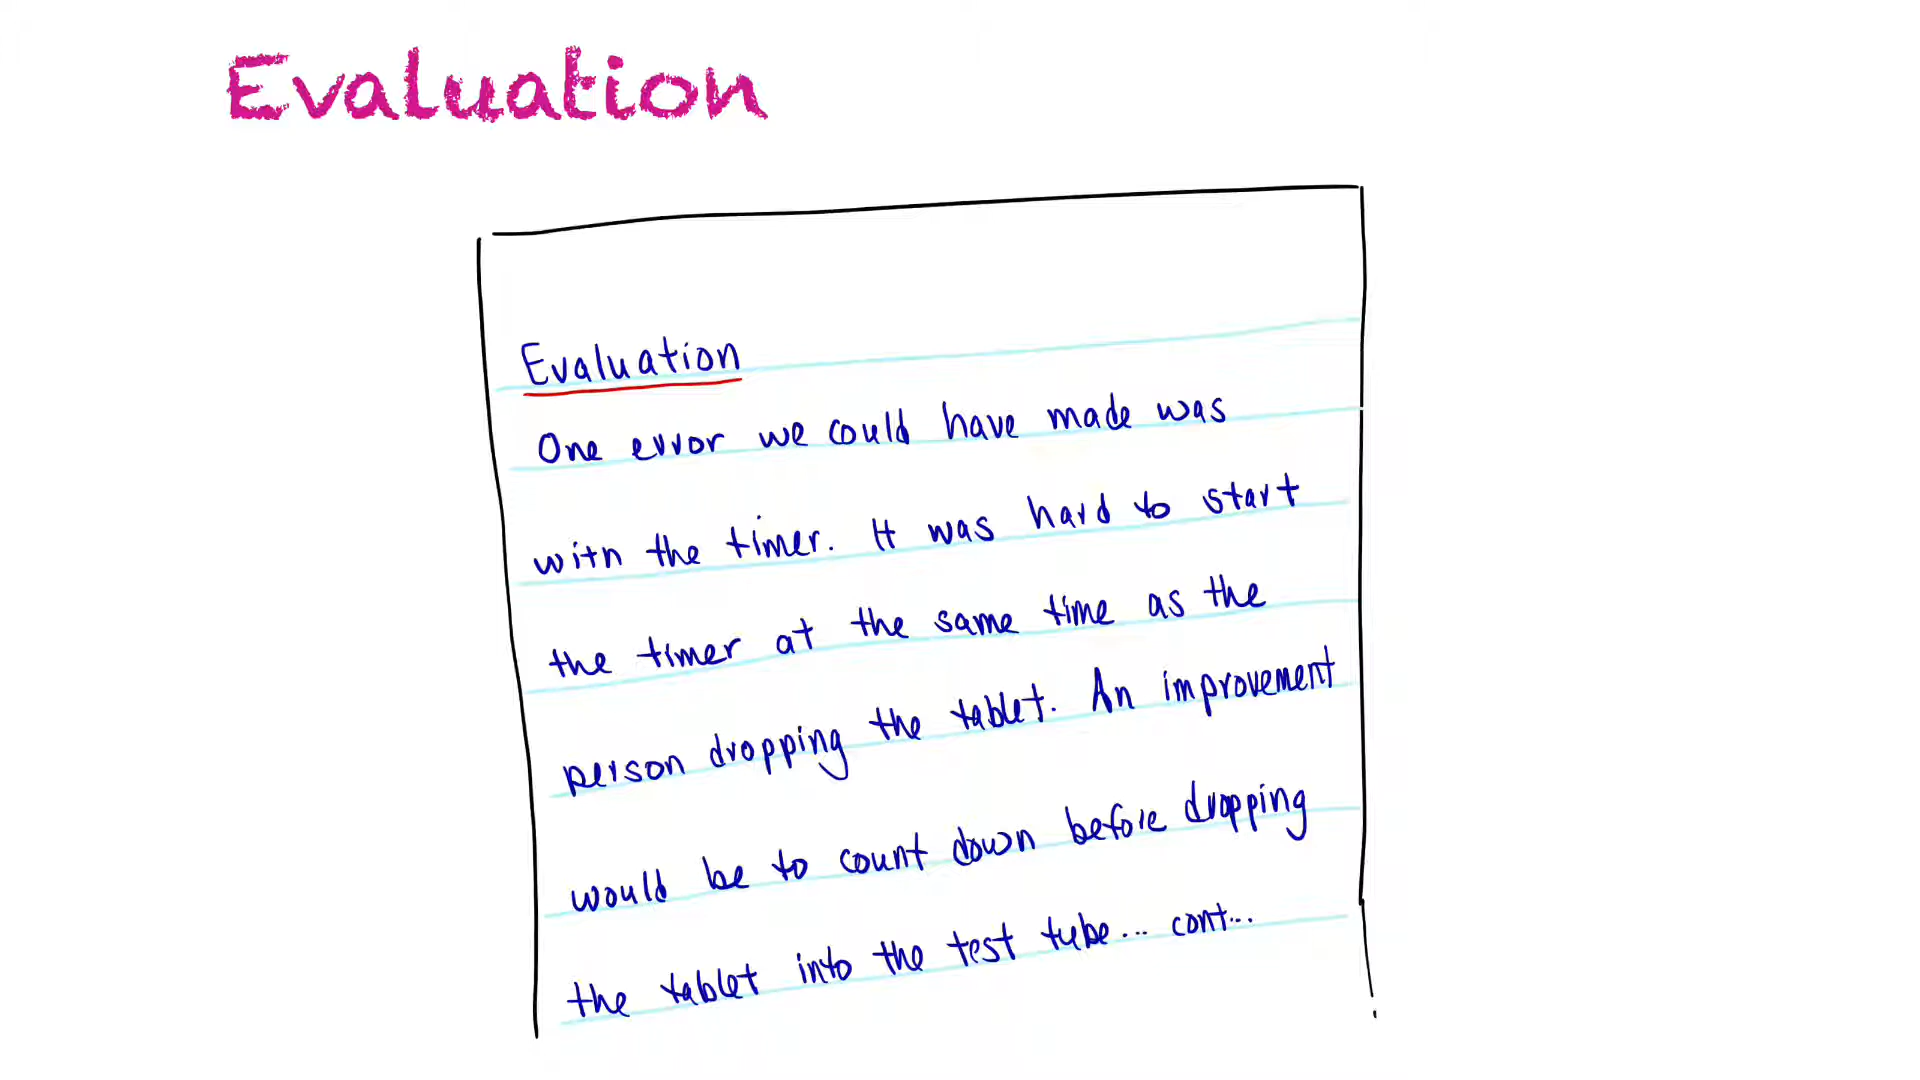 Evaluation
Evaluation
One error we could have made was
with the timer. It was hard to start
the timer at the same time as the
person dropping the tablet. An improvement
would be to count down before dropping
the tablet into the test tube... cont...